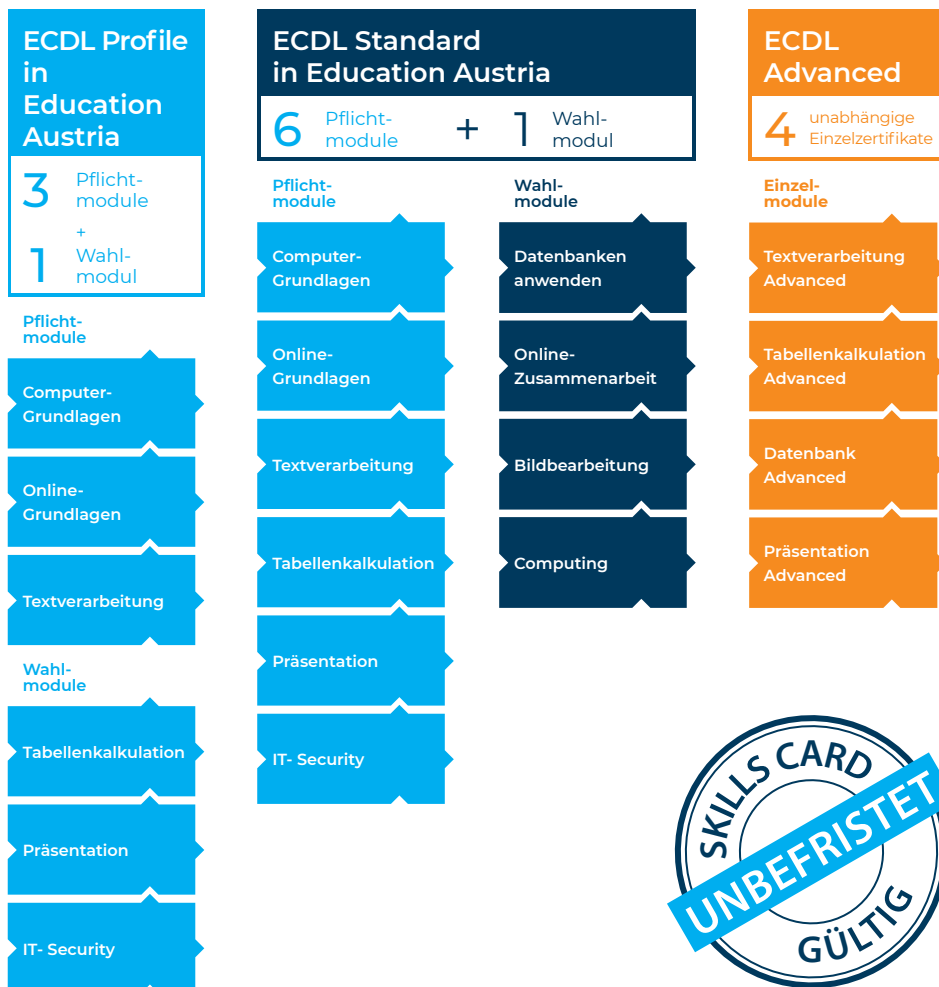 ECDL Profile
in
Education
Austria
3 Pflicht-
module
+
1 Wahl-
modul
Pflicht-
module
Computer-
Grundlagen
Online-
Grundlagen
Textverarbeitung
Wahl-
module
Tabellenkalkulation
Präsentation
IT- Security
ECDL Standard
in Education Austria
6 Pflicht-
module
+
1 Wahl-
modul
Pflicht-
module
Computer-
Grundlagen
Online-
Grundlagen
Textverarbeitung
Tabellenkalkulation
Präsentation
IT- Security
Wahl-
module
Datenbanken
anwenden
Online-
Zusammenarbeit
Bildbearbeitung
Computing
ECDL
Advanced
4 unabhängige
Einzelzertifikate
Einzel-
module
Textverarbeitung
Advanced
Tabellenkalkulation
Advanced
Datenbank
Advanced
Präsentation
Advanced
SKILLS CARD
UNBEFRISTET
GÜLTIG